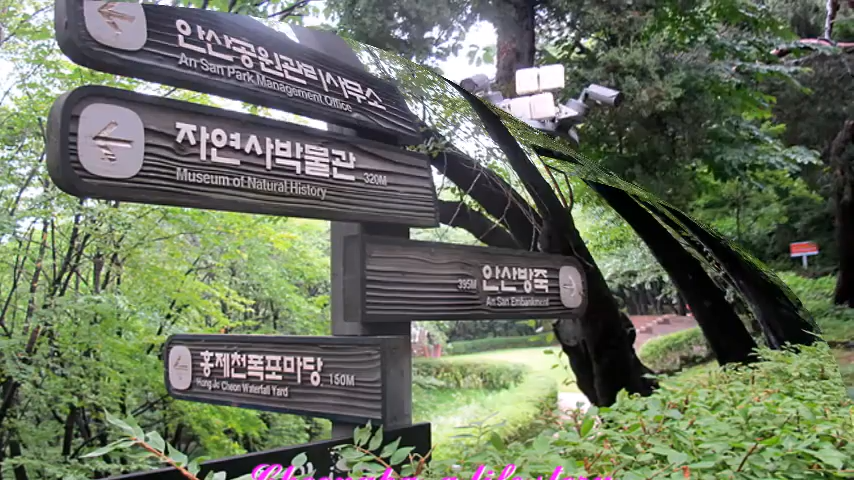 안산공원관리사무소
An San Park Management Office
자연사박물관 320M
Museum of Natural History
395M 안산방죽
An San Embankment
홍제천폭포마당 150M
Hong Je Cheon Waterfall Yard